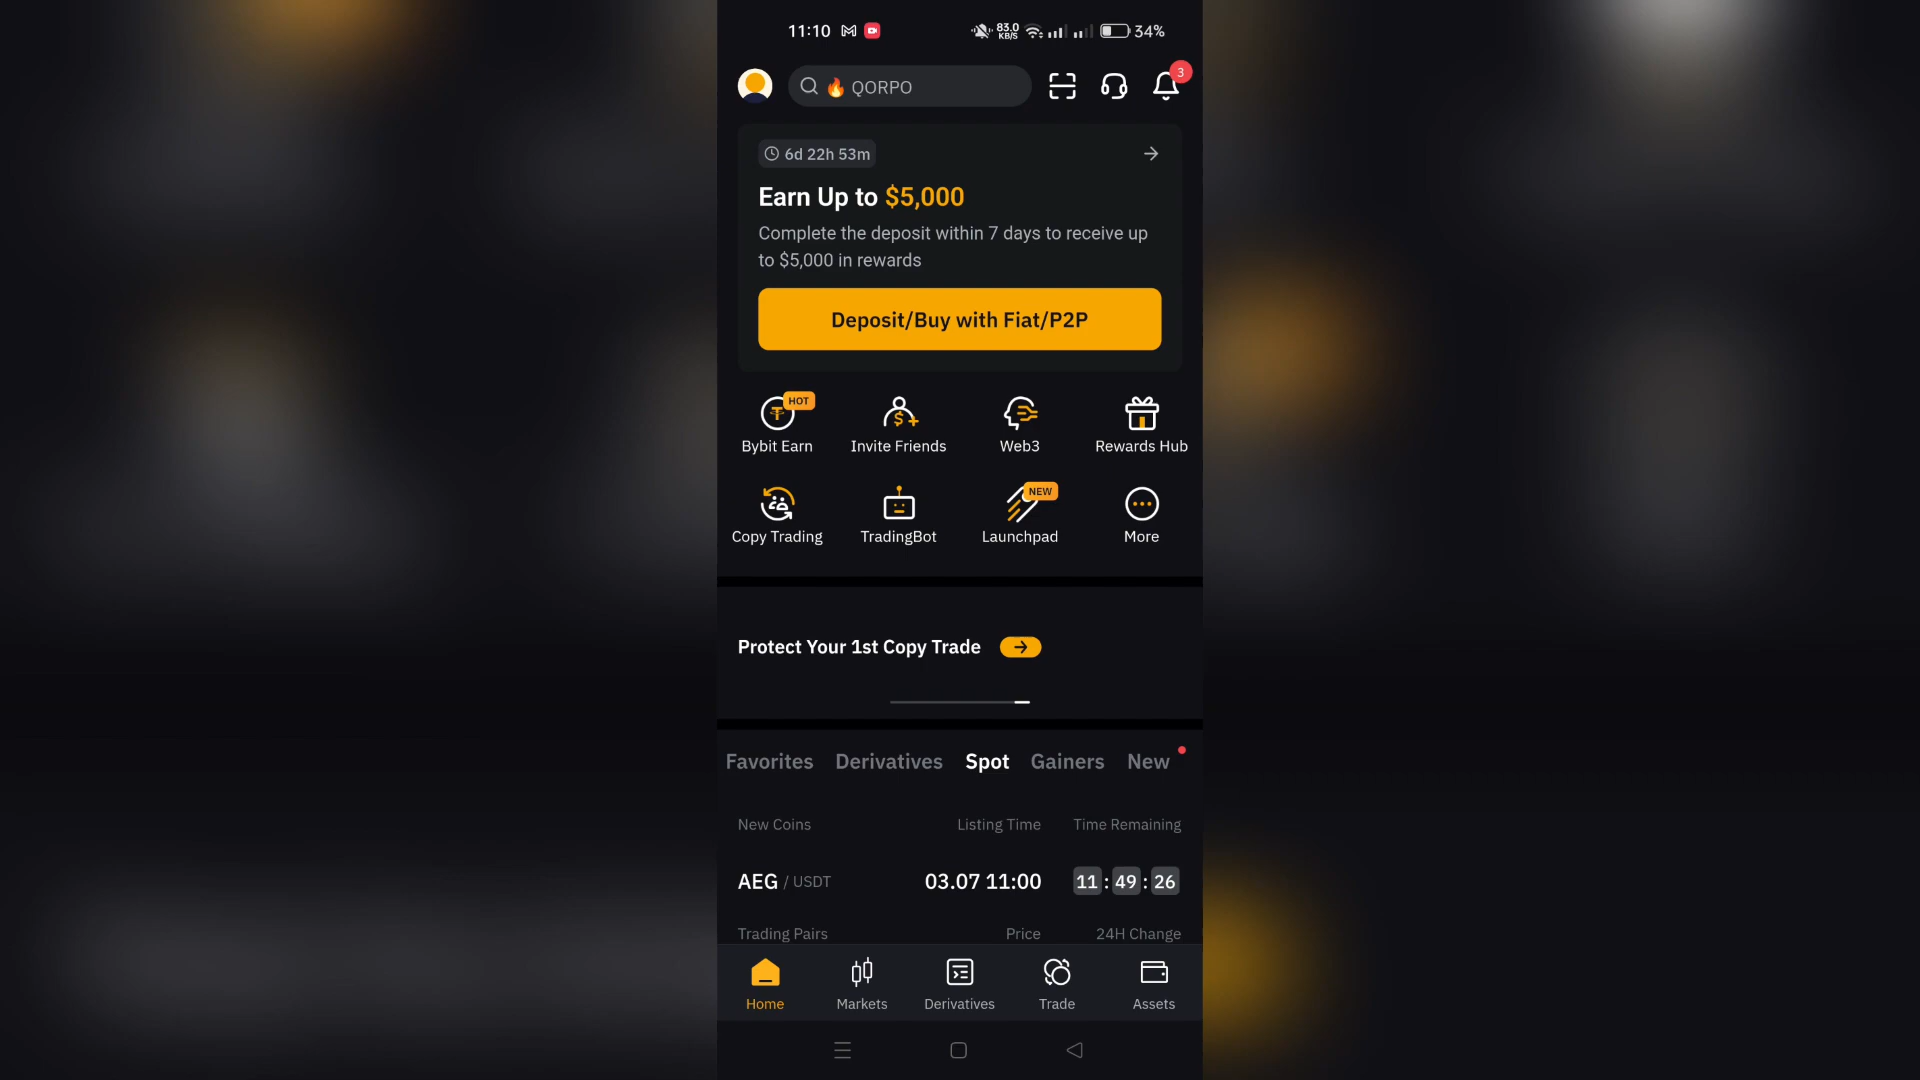 11:10 83.0 KB/S 34%
QORPO 3
6d 22h 53m
Earn Up to $5,000
Complete the deposit within 7 days to receive up
to $5,000 in rewards
Deposit/Buy with Fiat/P2P
HOT
Bybit Earn Invite Friends Web3 Rewards Hub
NEW
Copy Trading TradingBot Launchpad More
Protect Your 1st Copy Trade
Favorites Derivatives Spot Gainers New
New Coins Listing Time Time Remaining
AEG / USDT 03.07 11:00 11 : 49 : 26
Trading Pairs Price 24H Change
Home Markets Derivatives Trade Assets